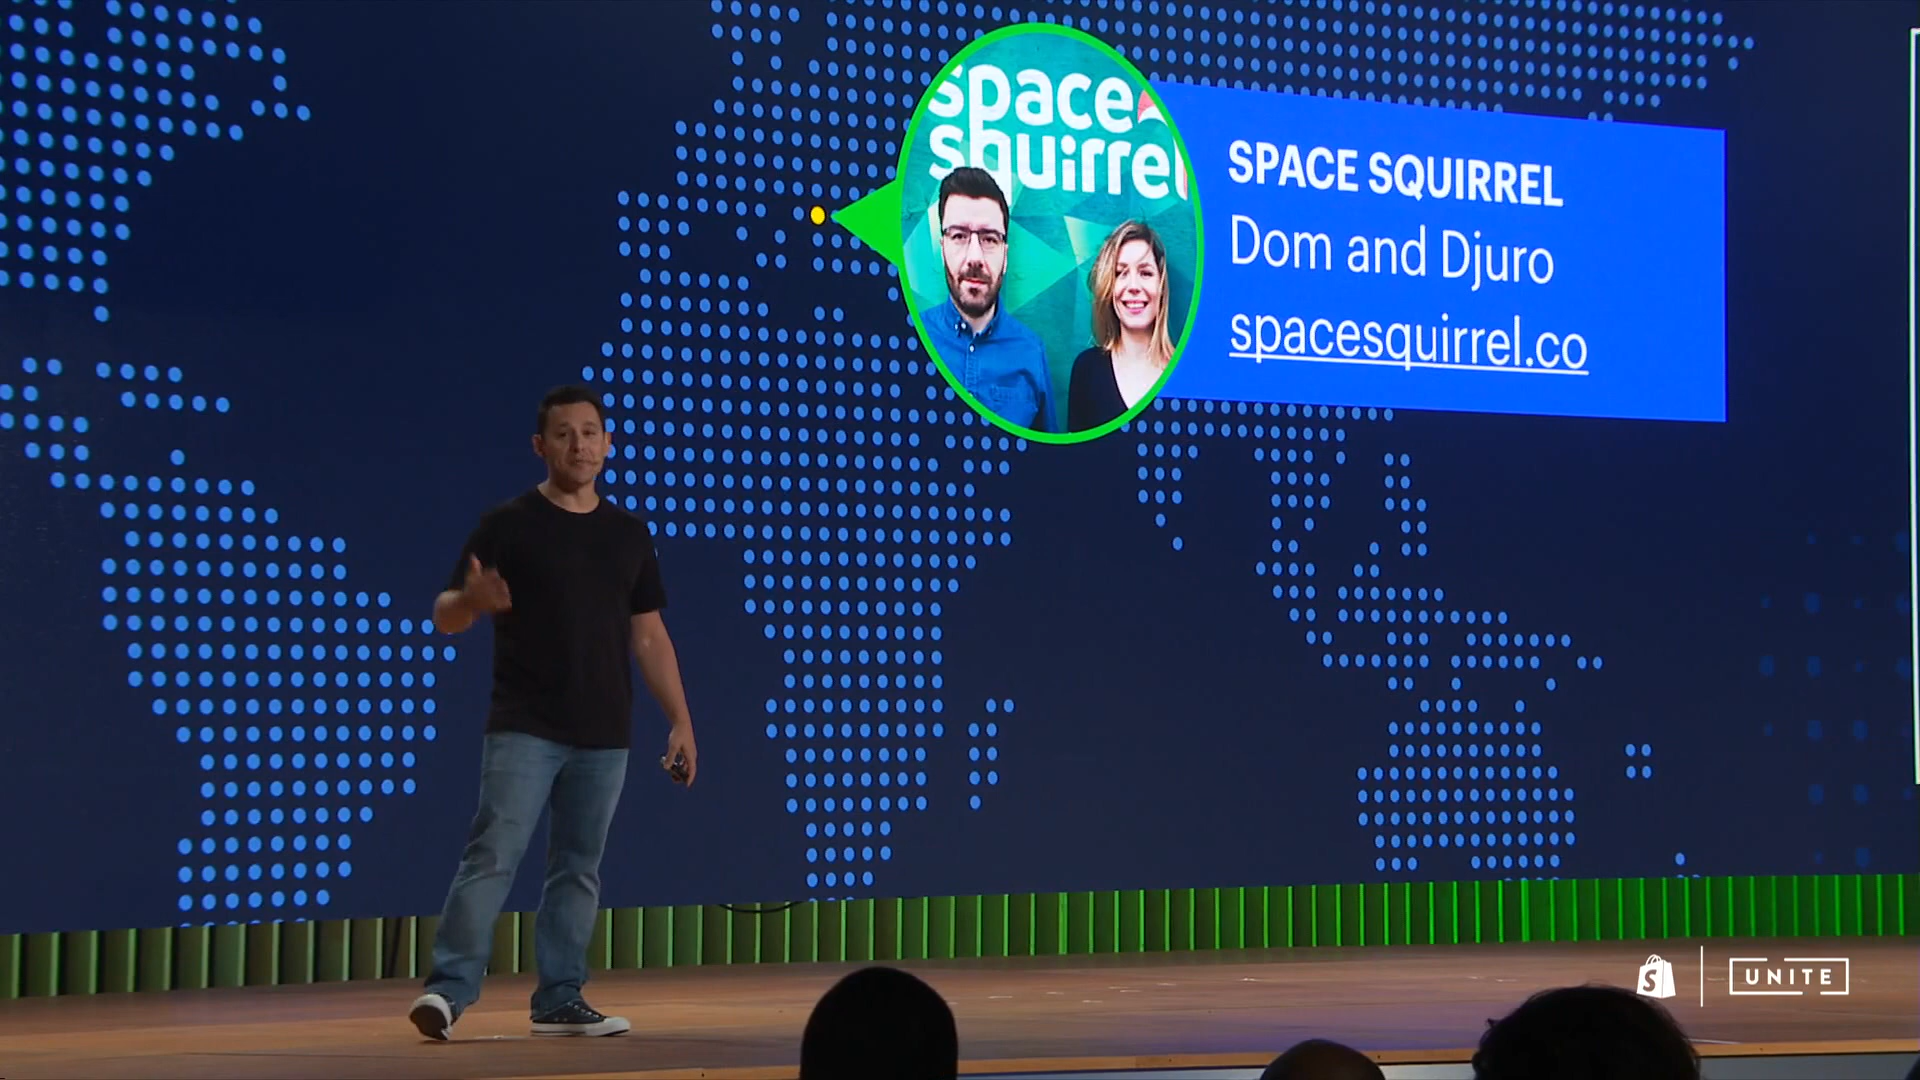 space
squirrel
SPACE SQUIRREL
Dom and Djuro
spacesquirrel.co
S
UNITE